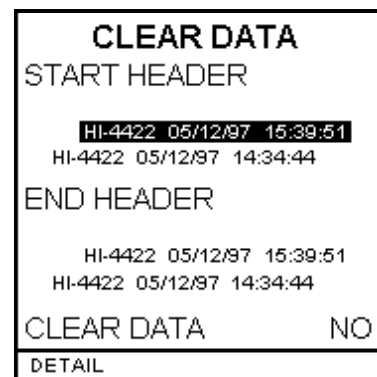 CLEAR DATA
START HEADER
HI-4422 05/12/97 15:39:51
HI-4422 05/12/97 14:34:44
END HEADER
HI-4422 05/12/97 15:39:51
HI-4422 05/12/97 14:34:44
CLEAR DATA NO
DETAIL